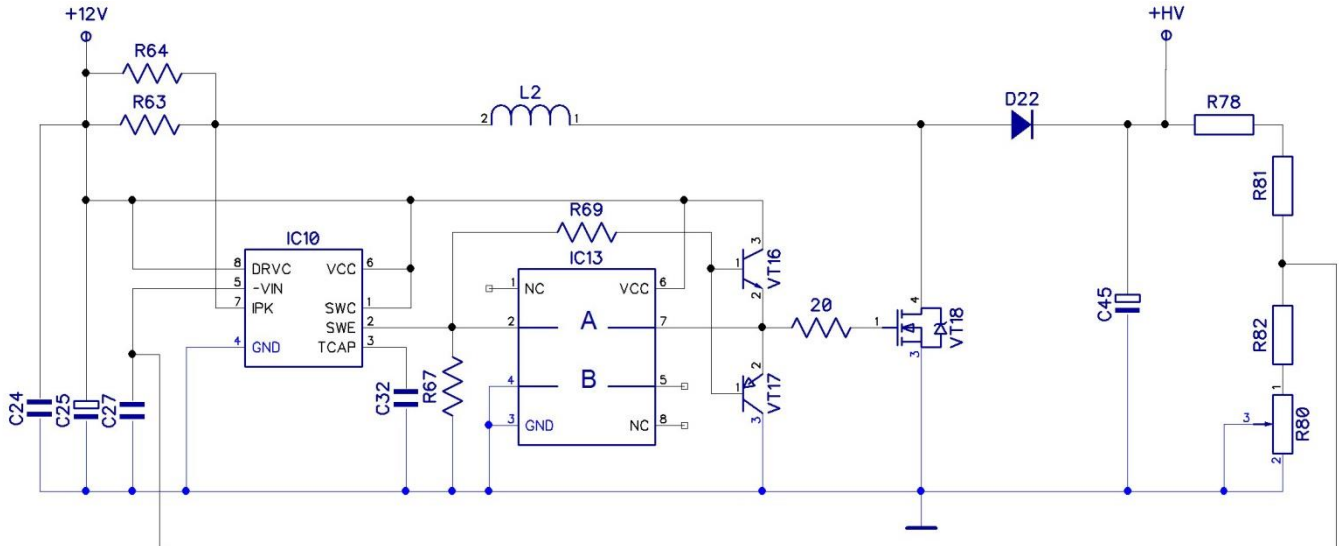 +12V
+HV
R64
R63
L2
2
1
D22
R78
R81
R69
IC10
IC13
8 DRVC
VCC 6
5 -VIN
7 IPK
SWC 1
SWE 2
4 GND
TCAP 3
1 NC
VCC 6
2
A
7
B
4
5
3 GND
NC 8
3
1
VT16
2
20
1
4
VT18
3
2
1
VT17
3
C45
R82
1
3
R80
2
C24
C25
C27
C32
R67